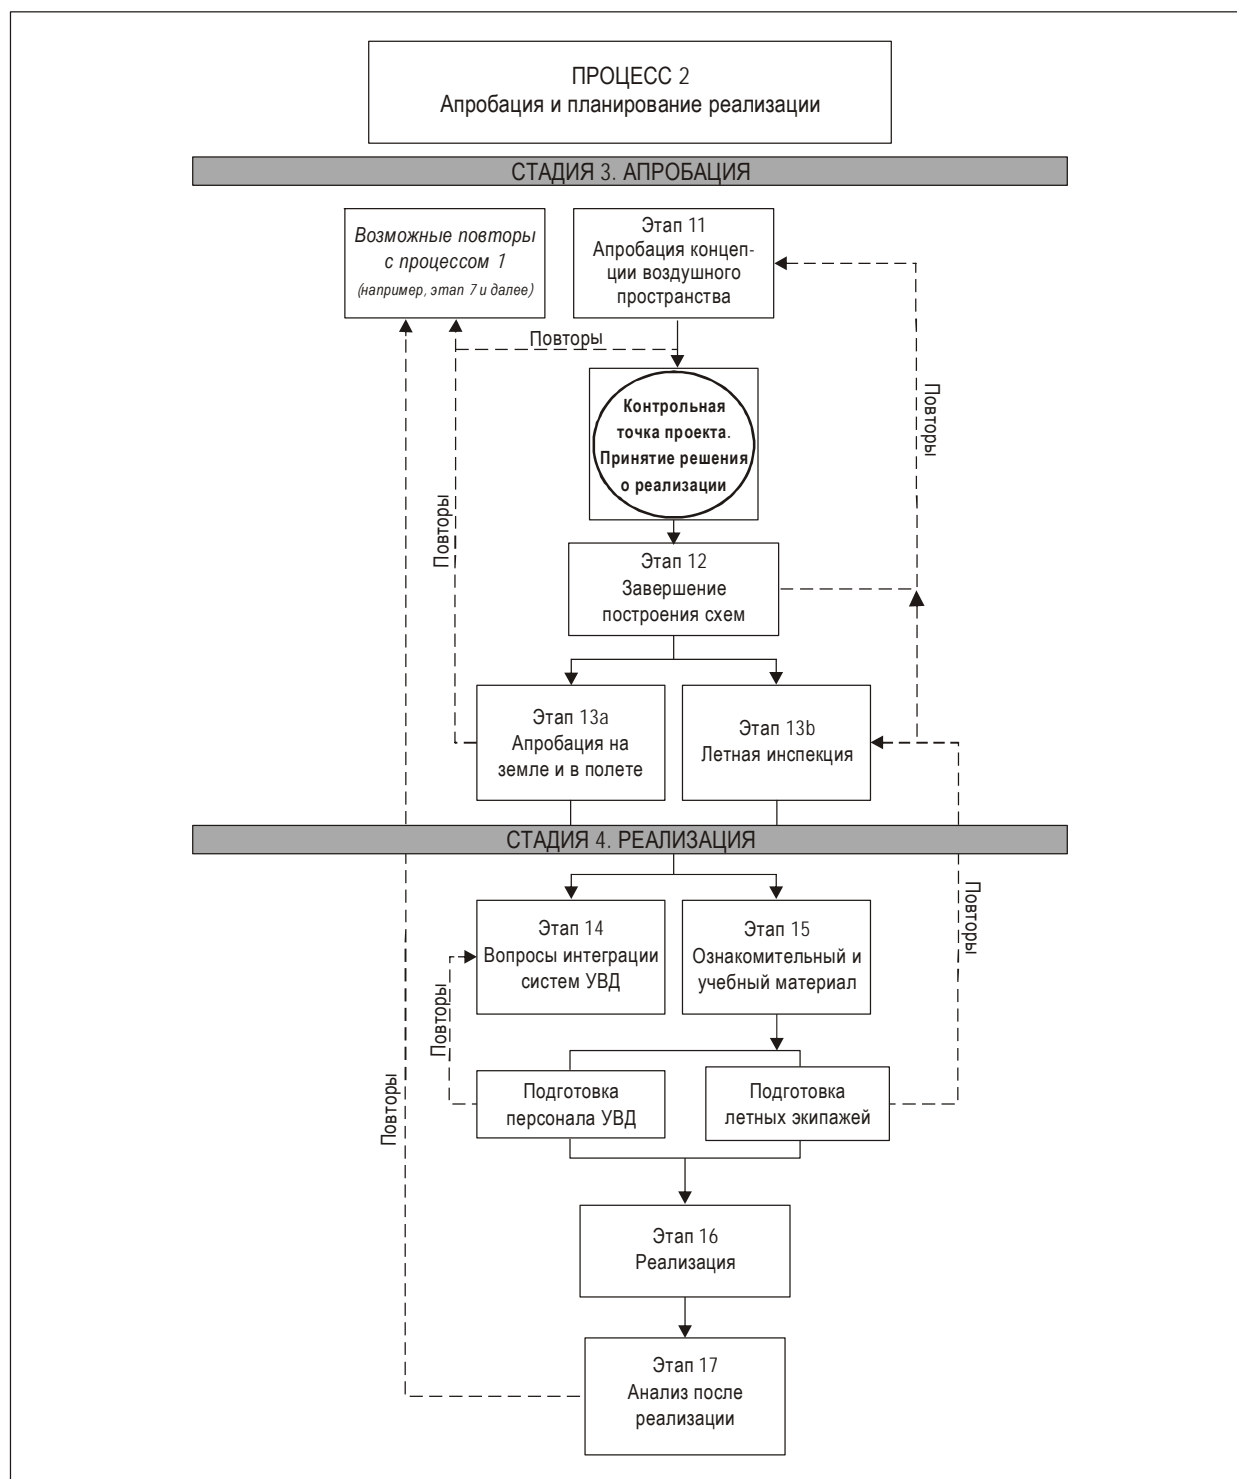 ПРОЦЕСС 2
Апробация и планирование реализации
СТАДИЯ 3. АПРОБАЦИЯ
Возможные повторы
с процессом 1
(например, этап 7 и далее)
Этап 11
Апробация концеп-
ции воздушного
пространства
Повторы
Контрольная
точка проекта.
Принятие решения
о реализации
Повторы
Повторы
Этап 12
Завершение
построения схем
Этап 13a
Апробация на
земле и в полете
Этап 13b
Летная инспекция
СТАДИЯ 4. РЕАЛИЗАЦИЯ
Этап 14
Вопросы интеграции
систем УВД
Этап 15
Ознакомительный и
учебный материал
Повторы
Повторы
Повторы
Подготовка
персонала УВД
Подготовка
летных экипажей
Этап 16
Реализация
Этап 17
Анализ после
реализации